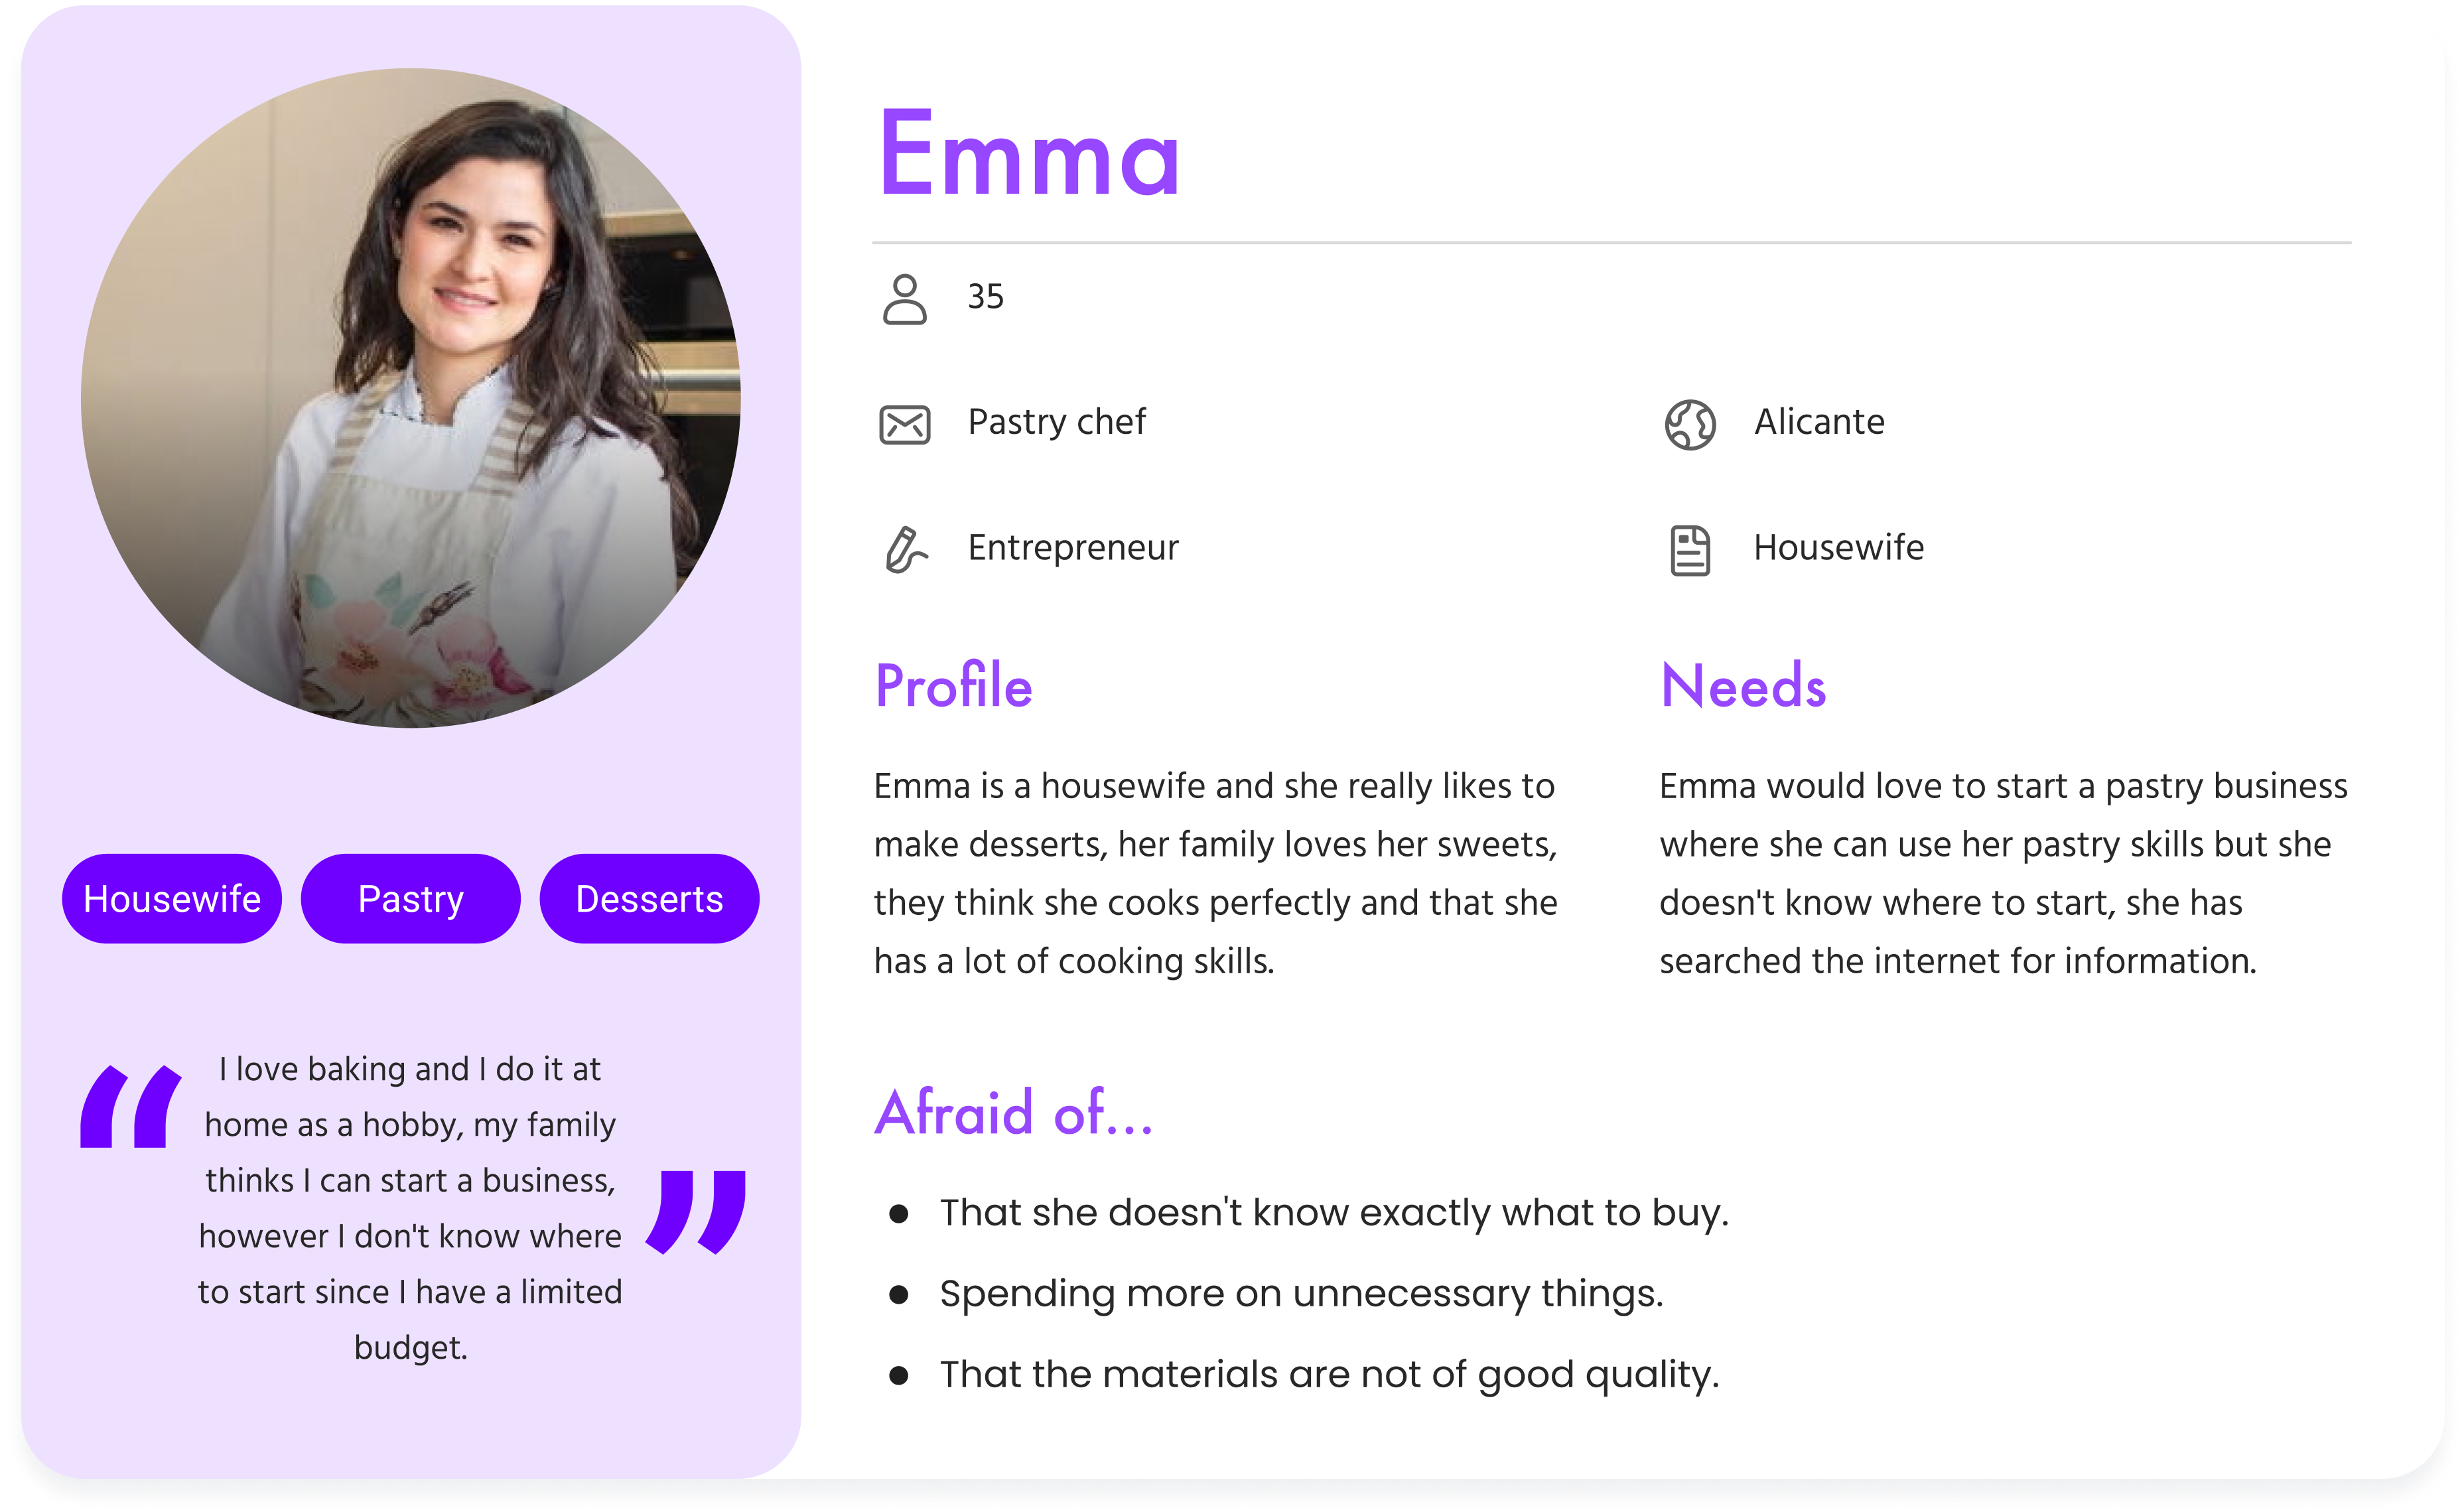 Emma
35
Pastry chef
Alicante
Entrepreneur
Housewife
Profile
Emma is a housewife and she really likes to
make desserts, her family loves her sweets,
they think she cooks perfectly and that she
has a lot of cooking skills.
Needs
Emma would love to start a pastry business
where she can use her pastry skills but she
doesn't know where to start, she has
searched the internet for information.
Afraid of...
● That she doesn't know exactly what to buy.
● Spending more on unnecessary things.
● That the materials are not of good quality.
Housewife
Pastry
Desserts
“ I love baking and I do it at
home as a hobby, my family
thinks I can start a business,
however I don't know where
to start since I have a limited
budget. ”